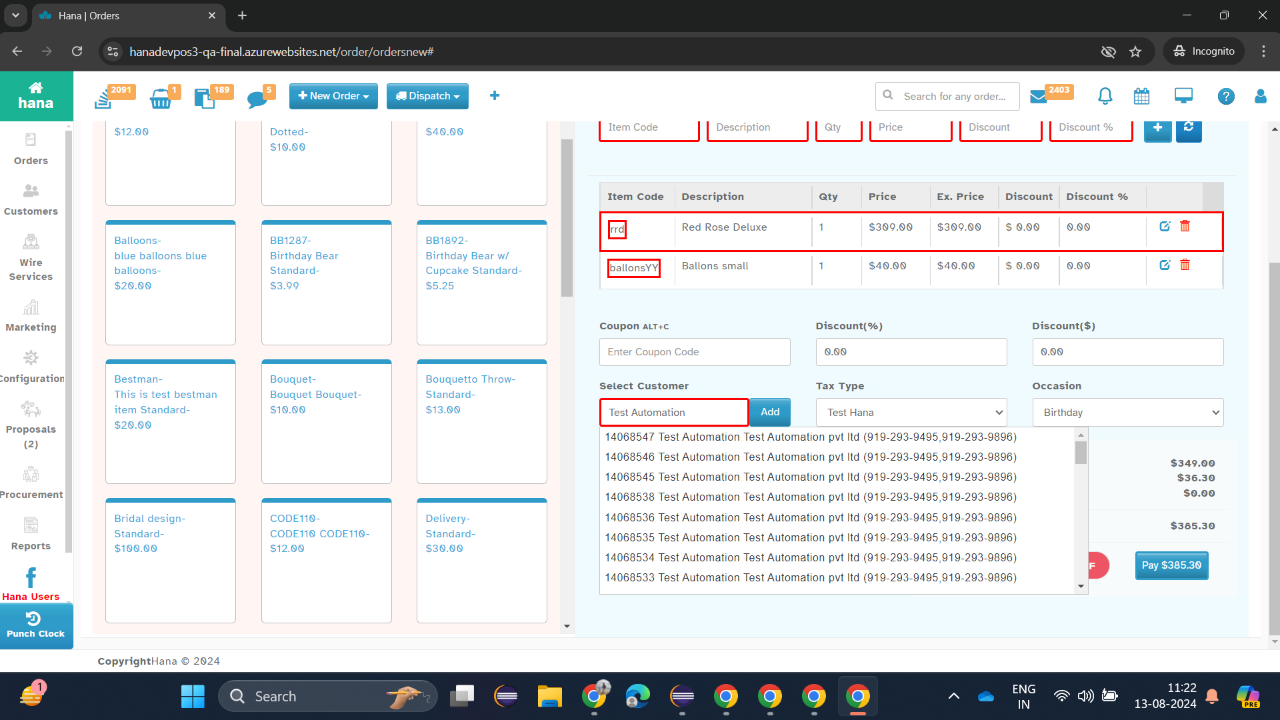 Hana | Orders
hanadevpos3-qa-final.azurewebsites.net/order/ordersnew#
Incognito
hana
2091
1
189
5
New Order
Dispatch
Search for any order...
2403
Orders
Customers
Wire
Services
Marketing
Configuration
Proposals
(2)
Procurement
Reports
Hana Users
Punch Clock
$12.00
Dotted-
$10.00
$40.00
Balloons-
blue balloons blue
balloons-
$20.00
BB1287-
Birthday Bear
Standard-
$3.99
BB1892-
Birthday Bear w/
Cupcake Standard-
$5.25
Bestman-
This is test bestman
item Standard-
$20.00
Bouquet-
Bouquet Bouquet-
$10.00
Bouquetto Throw-
Standard-
$13.00
Bridal design-
Standard-
$100.00
CODE110-
CODE110 CODE110-
$12.00
Delivery-
Standard-
$30.00
Item Code Description Qty Price Discount Discount %
Item Code Description Qty Price Ex. Price Discount Discount %
rrd Red Rose Deluxe 1 $309.00 $309.00 $ 0.00 0.00
ballonsYY Ballons small 1 $40.00 $40.00 $ 0.00 0.00
Coupon ALT+C Discount(%) Discount($)
Enter Coupon Code 0.00 0.00
Select Customer Tax Type Occasion
Test Automation Add Test Hana Birthday
14068547 Test Automation Test Automation pvt ltd (919-293-9495,919-293-9896)
14068546 Test Automation Test Automation pvt ltd (919-293-9495,919-293-9896)
14068545 Test Automation Test Automation pvt ltd (919-293-9495,919-293-9896)
14068538 Test Automation Test Automation pvt ltd (919-293-9495,919-293-9896)
14068536 Test Automation Test Automation pvt ltd (919-293-9495,919-293-9896)
14068535 Test Automation Test Automation pvt ltd (919-293-9495,919-293-9896)
14068534 Test Automation Test Automation pvt ltd (919-293-9495,919-293-9896)
14068533 Test Automation Test Automation pvt ltd (919-293-9495,919-293-9896)
$349.00
$36.30
$0.00
$385.30
F
Pay $385.30
CopyrightHana © 2024
1
Search
ENG
IN
11:22
13-08-2024
PRE